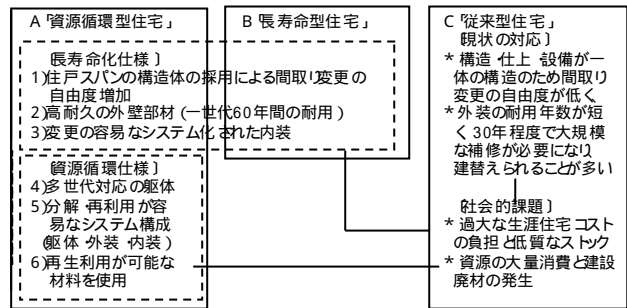 A「資源循環型住宅」
B「長寿命型住宅」
〔長寿命化仕様〕
1)住戸スパンの構造体の採用による間取り変更の
自由度増加
2)高耐久の外壁部材(一世代60年間の耐用)
3)変更の容易なシステム化された内装
〔資源循環仕様〕
4)多世代対応の躯体
5)分解・再利用が容
易なシステム構成
(躯体・外装・内装)
6)再生利用が可能な
材料を使用
C「従来型住宅」
〔現状の対応〕
*構造・仕上・設備が一
体の構造のため間取り
変更の自由度が低く
*外装の耐用年数が短
く30年程度で大規模
な補修が必要になり、
建替えられることが多い
〔社会的課題〕
*過大な生涯住宅コスト
の負担と低質なストック
*資源の大量消費と建設
廃材の発生